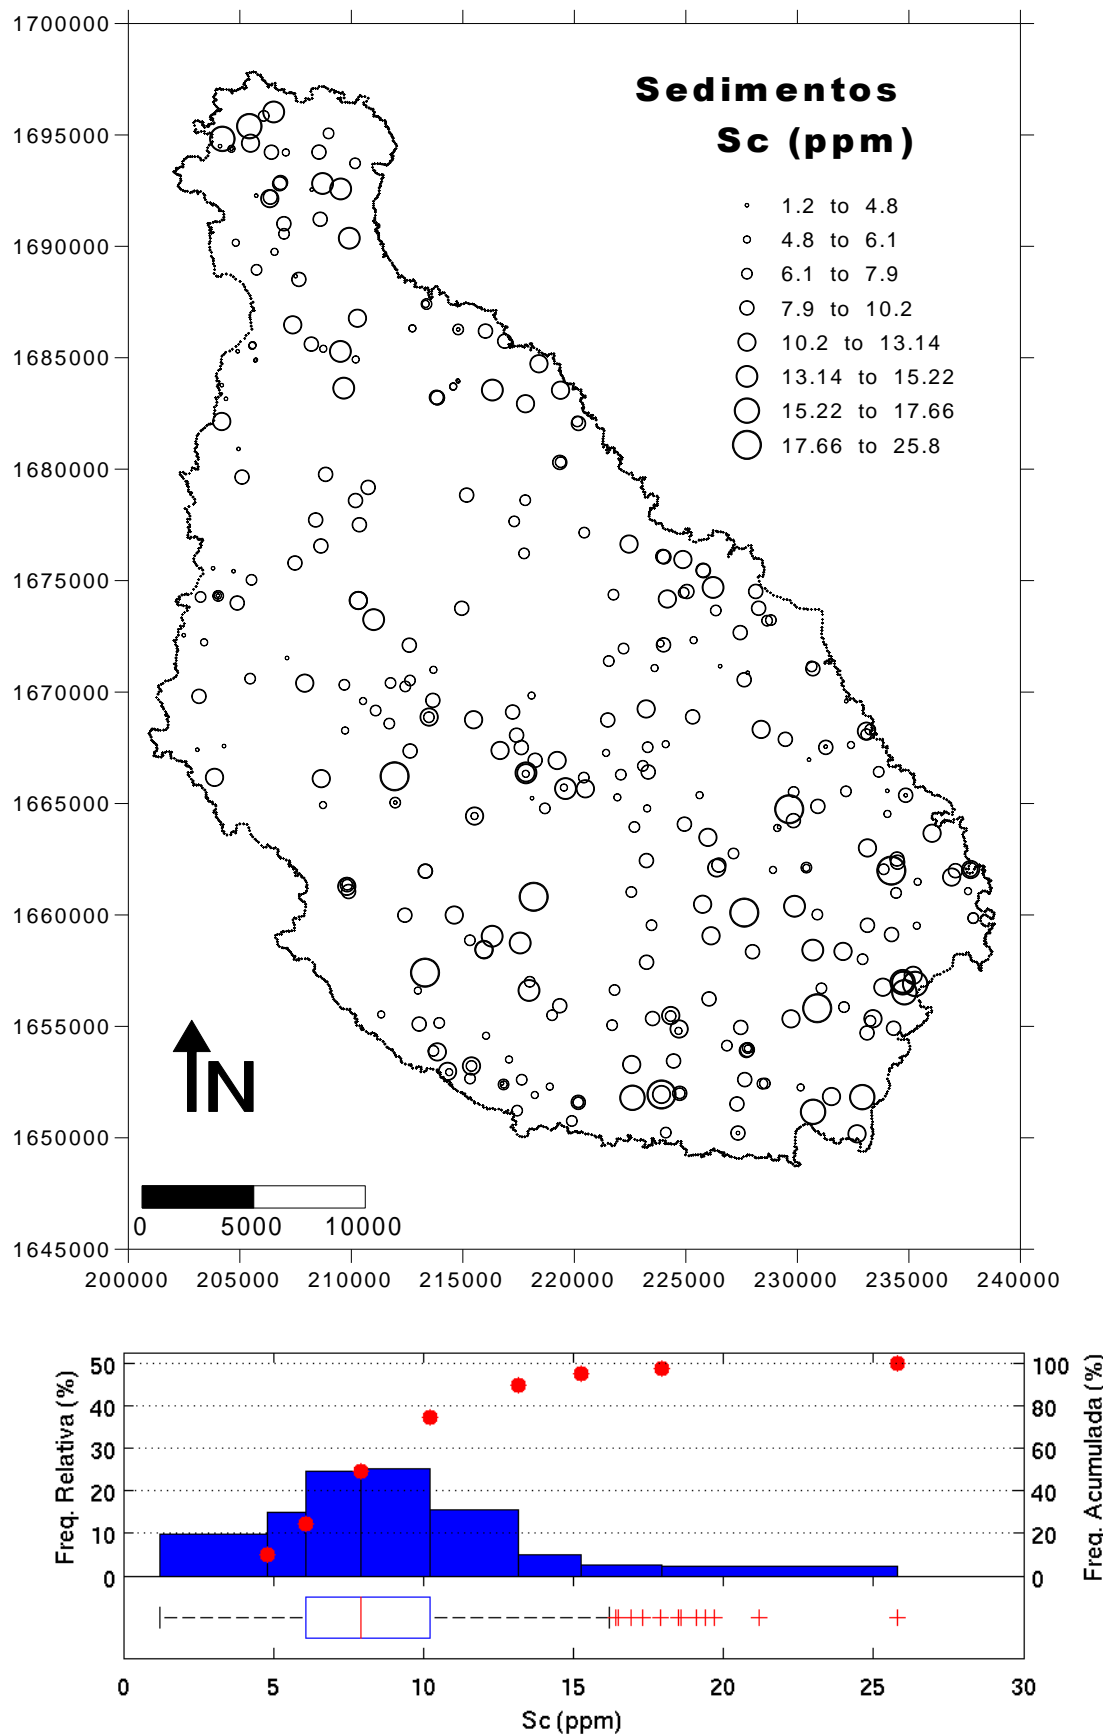 1700000
Sedimentos
Sc (ppm)
1695000
1.2 to 4.8
4.8 to 6.1
1690000
6.1 to 7.9
7.9 to 10.2
10.2 to 13.14
1685000
13.14 to 15.22
15.22 to 17.66
17.66 to 25.8
1680000
1675000
1670000
1665000
1660000
1655000
N
1650000
0 5000 10000
1645000
200000 205000 210000 215000 220000 225000 230000 235000 240000
Freq. Relativa (%)
50
40
30
20
10
0
100
80
60
40
20
0
Freq. Acumulada (%)
0 5 10 15 20 25 30
Sc (ppm)